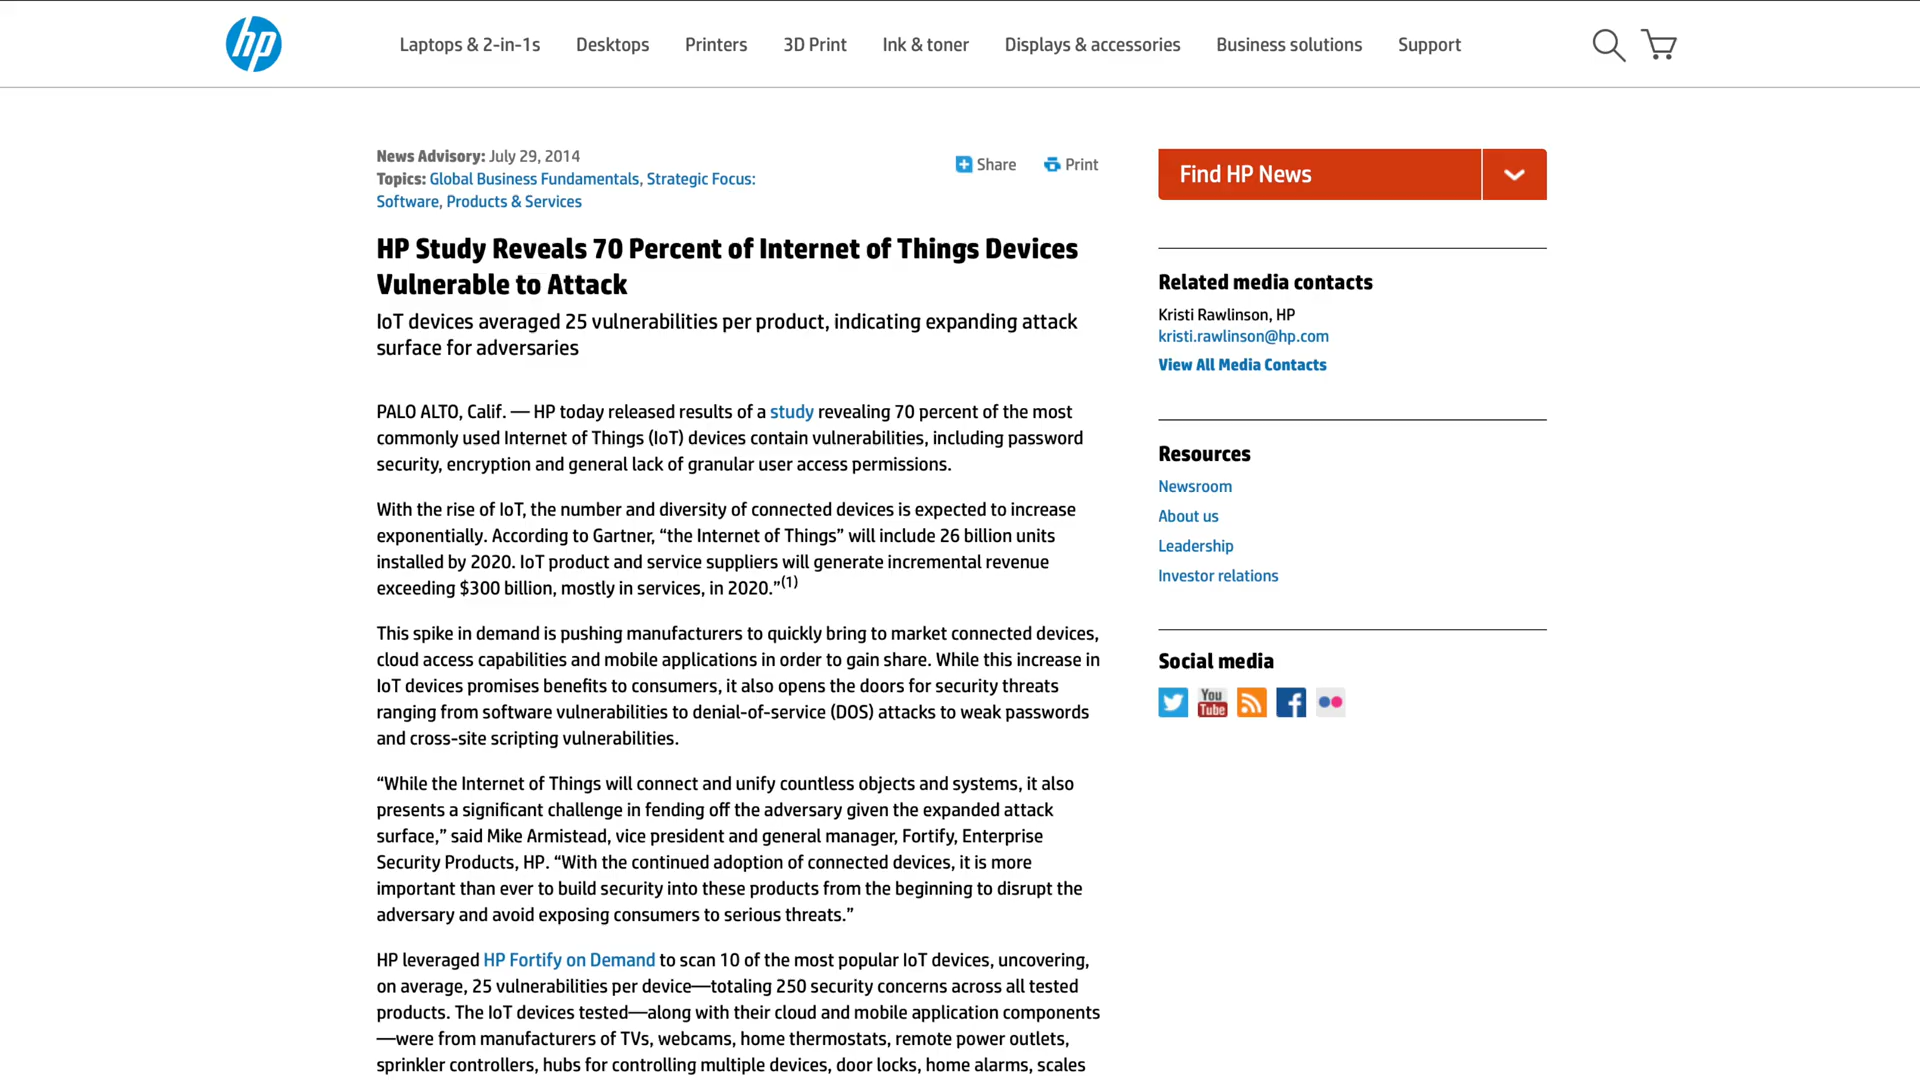 hp
Laptops & 2-in-1s
Desktops
Printers
3D Print
Ink & toner
Displays & accessories
Business solutions
Support
News Advisory: July 29, 2014
Topics: Global Business Fundamentals, Strategic Focus:
Software, Products & Services
Share
Print
HP Study Reveals 70 Percent of Internet of Things Devices
Vulnerable to Attack
IoT devices averaged 25 vulnerabilities per product, indicating expanding attack
surface for adversaries
PALO ALTO, Calif. — HP today released results of a study revealing 70 percent of the most
commonly used Internet of Things (IoT) devices contain vulnerabilities, including password
security, encryption and general lack of granular user access permissions.
With the rise of IoT, the number and diversity of connected devices is expected to increase
exponentially. According to Gartner, “the Internet of Things” will include 26 billion units
installed by 2020. IoT product and service suppliers will generate incremental revenue
exceeding $300 billion, mostly in services, in 2020.”(1)
This spike in demand is pushing manufacturers to quickly bring to market connected devices,
cloud access capabilities and mobile applications in order to gain share. While this increase in
IoT devices promises benefits to consumers, it also opens the doors for security threats
ranging from software vulnerabilities to denial-of-service (DOS) attacks to weak passwords
and cross-site scripting vulnerabilities.
“While the Internet of Things will connect and unify countless objects and systems, it also
presents a significant challenge in fending off the adversary given the expanded attack
surface,” said Mike Armistead, vice president and general manager, Fortify, Enterprise
Security Products, HP. “With the continued adoption of connected devices, it is more
important than ever to build security into these products from the beginning to disrupt the
adversary and avoid exposing consumers to serious threats.”
HP leveraged HP Fortify on Demand to scan 10 of the most popular IoT devices, uncovering,
on average, 25 vulnerabilities per device—totaling 250 security concerns across all tested
products. The IoT devices tested—along with their cloud and mobile application components
—were from manufacturers of TVs, webcams, home thermostats, remote power outlets,
sprinkler controllers, hubs for controlling multiple devices, door locks, home alarms, scales
Find HP News
Related media contacts
Kristi Rawlinson, HP
kristi.rawlinson@hp.com
View All Media Contacts
Resources
Newsroom
About us
Leadership
Investor relations
Social media
You
Tube